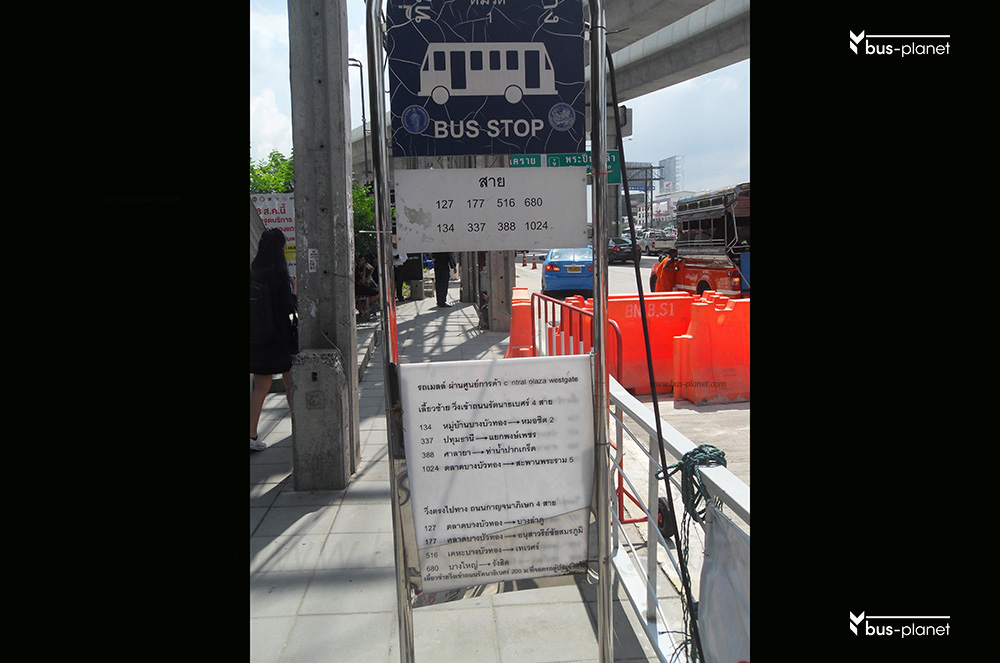 bus-planet
BUS STOP
สาย
127 177 516 680
134 337 388 1024
BN.B.S1
www.bus-planet.com
รถเมลล์ ผ่านศูนย์การค้า central plaza westgate
เลี้ยวซ้าย วิ่งเข้าถนนรัตนาธิเบศร์ 4 สาย
134 หมู่บ้านบางบัวทอง→หมอชิต 2
337 ปทุมธานี→แยกพงษ์เพชร
388 ศาลายา→ท่าน้ำปากเกร็ด
1024 ตลาดบางบัวทอง→สะพานพระราม 5
วิ่งตรงไปทาง ถนนกาญจนาภิเษก 4 สาย
127 ตลาดบางบัวทอง→บางลำภู
177 ตลาดบางบัวทอง→อนุสาวรีย์ชัยสมรภูมิ
516 เคหะบางบัวทอง→เทเวศร์
680 บางใหญ่→รังสิต
bus-planet